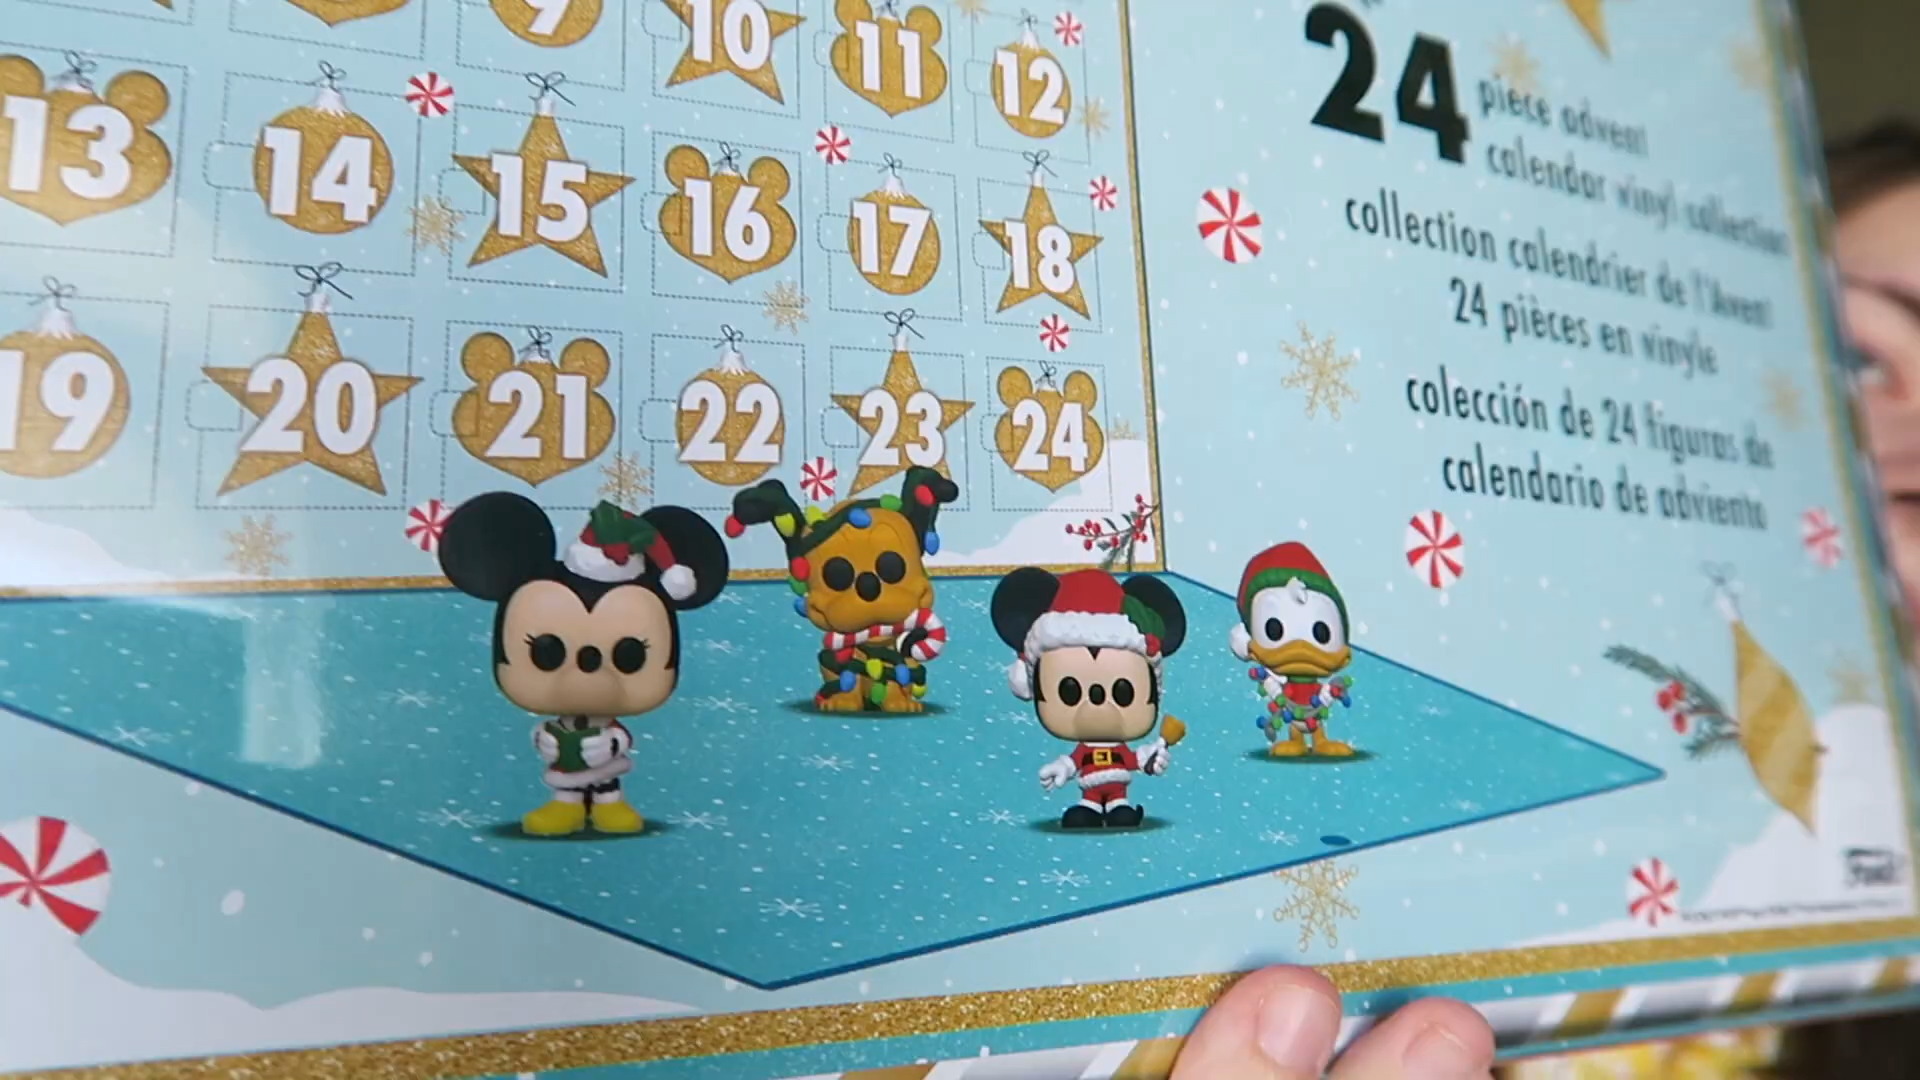 9 10 11 12
13 14 15 16 17 18
19 20 21 22 23 24
24 piece advent
calendar vinyl collection
collection calendrier de l'Avent
24 pièces en vinyle
colección de 24 figuras de
calendario de adviento
Funko